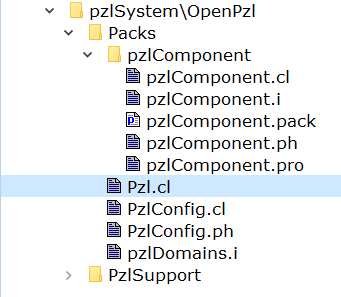 pzlSystem\OpenPzl
Packs
pzlComponent
pzlComponent.cl
pzlComponent.i
pzlComponent.pack
pzlComponent.ph
pzlComponent.pro
Pzl.cl
PzlConfig.cl
PzlConfig.ph
pzlDomains.i
PzlSupport